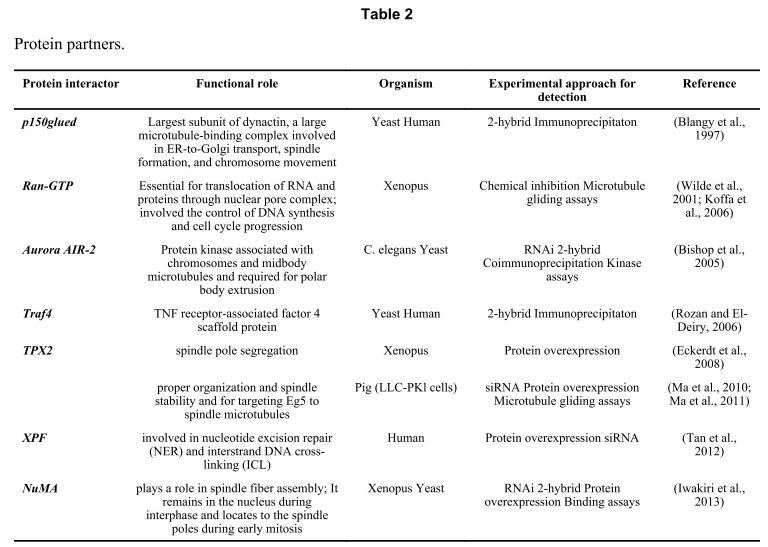 Table 2
Protein partners.
Protein interactor Functional role Organism Experimental approach for detection Reference
p150glued Largest subunit of dynactin, a large microtubule-binding complex involved in ER-to-Golgi transport, spindle formation, and chromosome movement Yeast Human 2-hybrid Immunoprecipitaton (Blangy et al., 1997)
Ran-GTP Essential for translocation of RNA and proteins through nuclear pore complex; involved the control of DNA synthesis and cell cycle progression Xenopus Chemical inhibition Microtubule gliding assays (Wilde et al., 2001; Koffa et al., 2006)
Aurora AIR-2 Protein kinase associated with chromosomes and midbody microtubules and required for polar body extrusion C. elegans Yeast RNAi 2-hybrid Coimmunoprecipitation Kinase assays (Bishop et al., 2005)
Traf4 TNF receptor-associated factor 4 scaffold protein Yeast Human 2-hybrid Immunoprecipitaton (Rozan and El-Deiry, 2006)
TPX2 spindle pole segregation Xenopus Protein overexpression (Eckerdt et al., 2008)
proper organization and spindle stability and for targeting Eg5 to spindle microtubules Pig (LLC-PKl cells) siRNA Protein overexpression Microtubule gliding assays (Ma et al., 2010; Ma et al., 2011)
XPF involved in nucleotide excision repair (NER) and interstrand DNA cross-linking (ICL) Human Protein overexpression siRNA (Tan et al., 2012)
NuMA plays a role in spindle fiber assembly; It remains in the nucleus during interphase and locates to the spindle poles during early mitosis Xenopus Yeast RNAi 2-hybrid Protein overexpression Binding assays (Iwakiri et al., 2013)